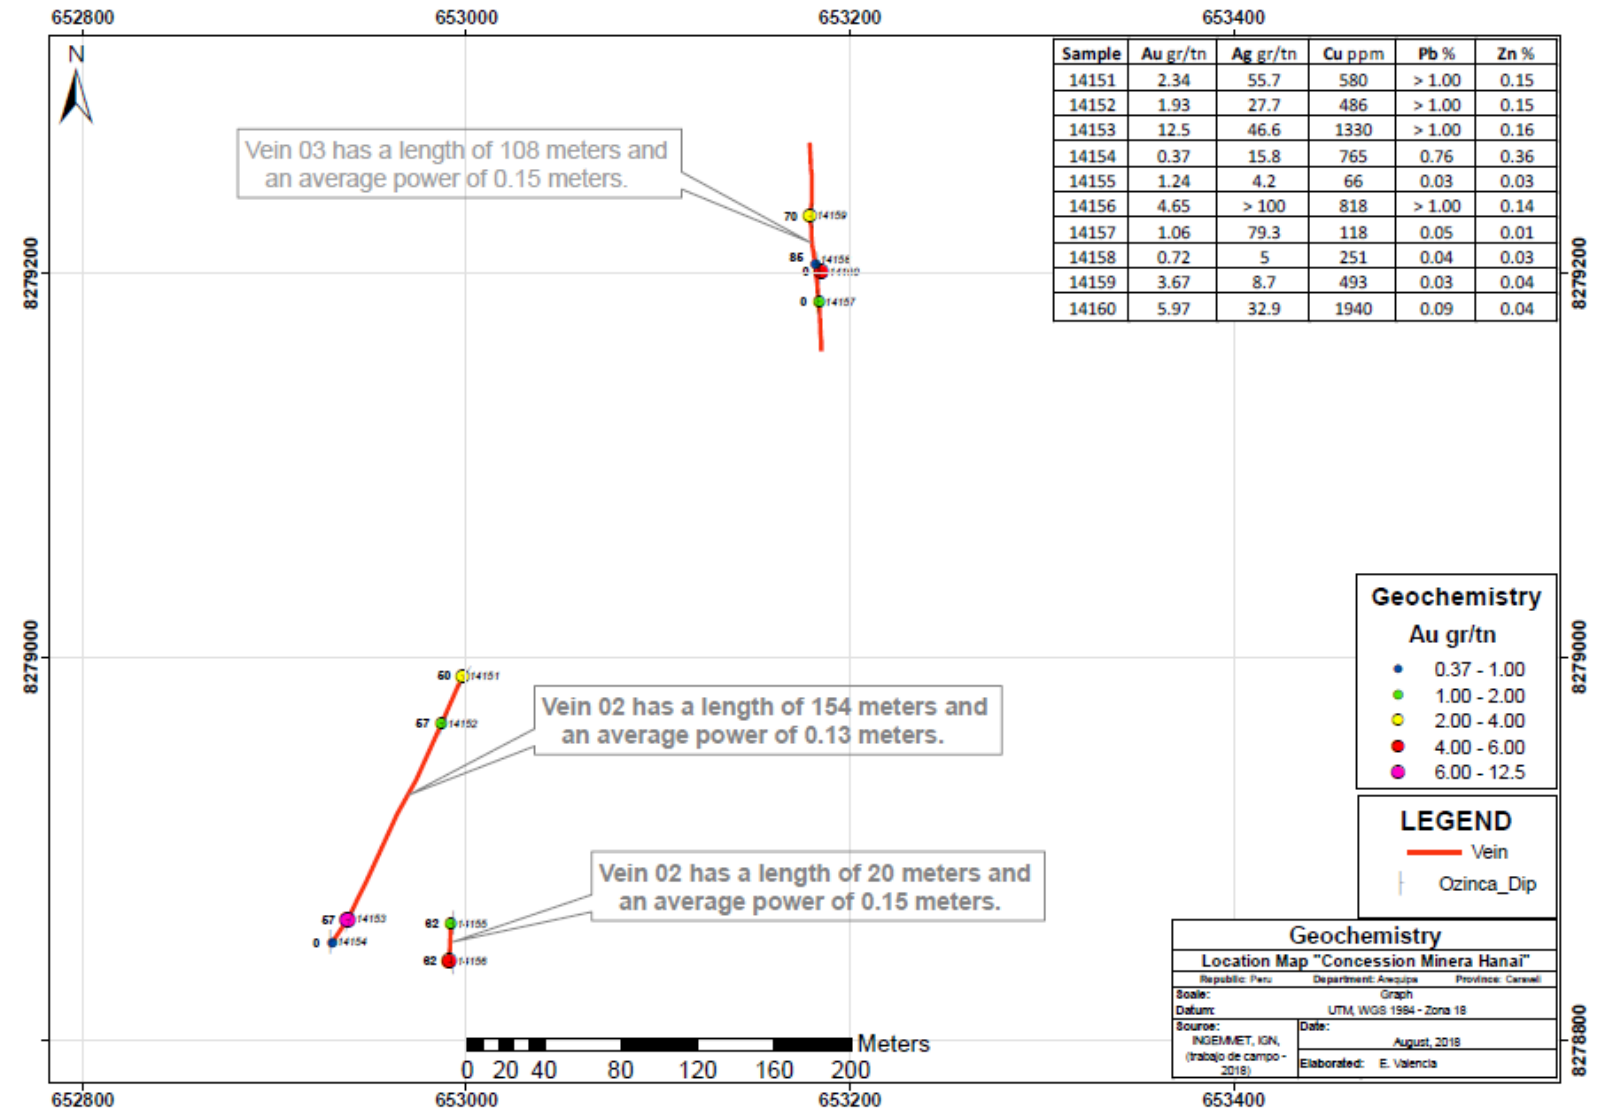 652800 653000 653200 653400
N
Sample Au gr/tn Ag gr/tn Cu ppm Pb % Zn %
14151 2.34 55.7 580 > 1.00 0.15
14152 1.93 27.7 486 > 1.00 0.15
14153 12.5 46.6 1330 > 1.00 0.16
14154 0.37 15.8 765 0.76 0.36
14155 1.24 4.2 66 0.03 0.03
14156 4.65 > 100 818 > 1.00 0.14
14157 1.06 79.3 118 0.05 0.01
14158 0.72 5 251 0.04 0.03
14159 3.67 8.7 493 0.03 0.04
14160 5.97 32.9 1940 0.09 0.04
Vein 03 has a length of 108 meters and
an average power of 0.15 meters.
70 14159
8279200 8279200
0 14157
8279000 8279000
14151
14152
Vein 02 has a length of 154 meters and
an average power of 0.13 meters.
Geochemistry
Au gr/tn
0.37 - 1.00
1.00 - 2.00
2.00 - 4.00
4.00 - 6.00
6.00 - 12.5
LEGEND
Vein
Ozinca_Dip
Vein 02 has a length of 20 meters and
an average power of 0.15 meters.
14153
0 14154
62 14155
62 14156
Geochemistry
Location Map "Concession Minera Hanai"
Republic: Peru Department: Arequipa Province: Caraveli
Scale: Graph
Datum: UTM, WGS 1984 - Zona 18
Source:
INGEMMET, IGN,
(trabajo de campo -
2018)
Date:
August, 2018
Elaborated: E. Valencia
8278800
Meters
0 20 40 80 120 160 200
652800 653000 653200 653400